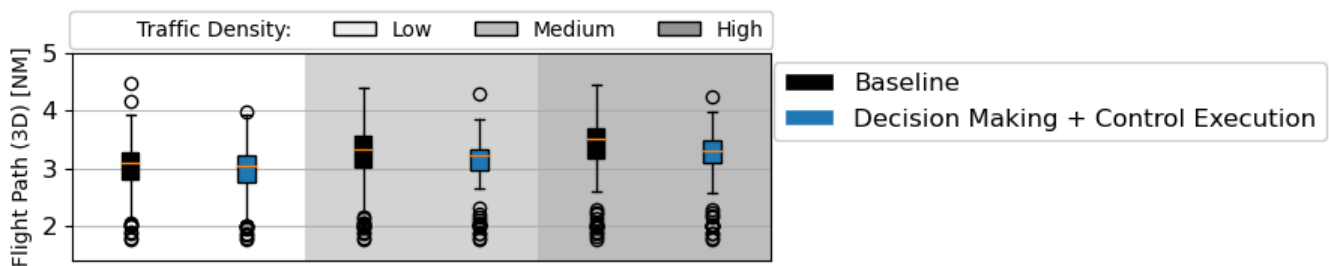 Traffic Density: Low Medium High
Flight Path (3D) [NM]
5
4
3
2
Baseline
Decision Making + Control Execution